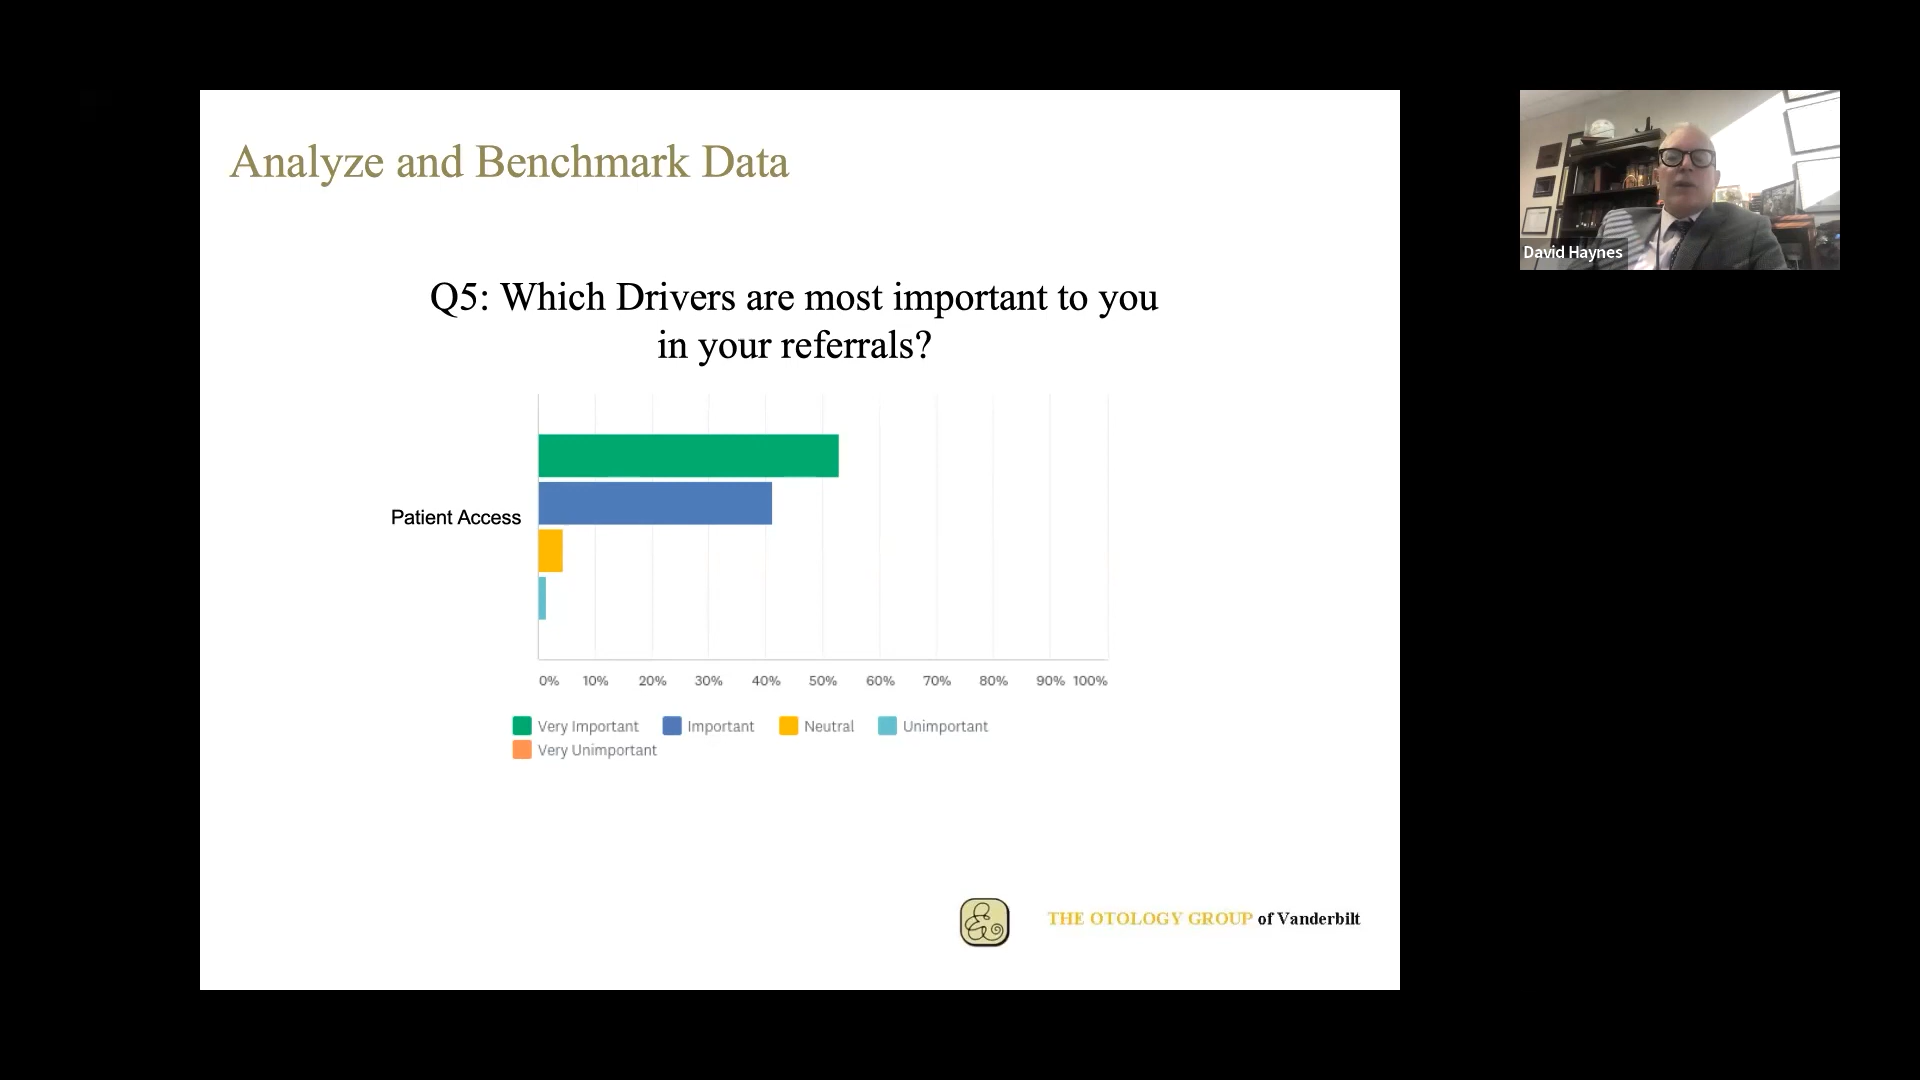 Analyze and Benchmark Data
David Haynes
Q5: Which Drivers are most important to you
in your referrals?
Patient Access
0% 10% 20% 30% 40% 50% 60% 70% 80% 90% 100%
Very Important Important Neutral Unimportant
Very Unimportant
THE OTOLOGY GROUP of Vanderbilt